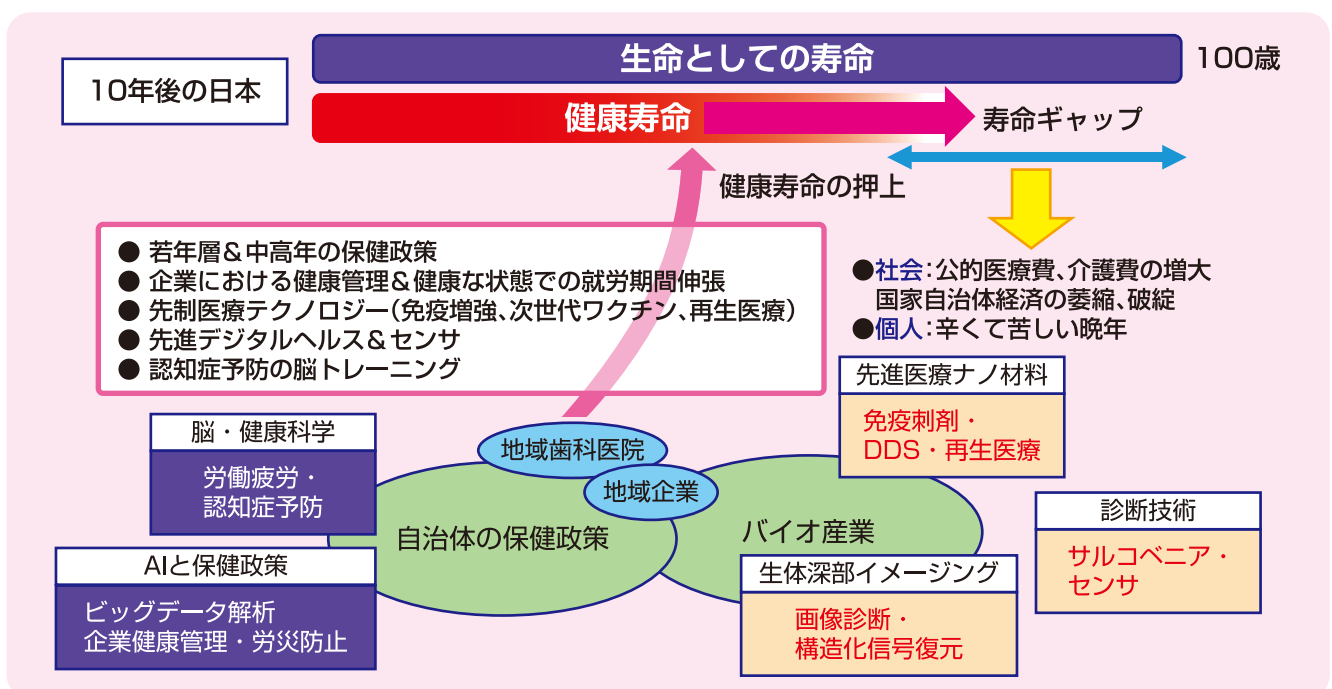 10年後の日本
生命としての寿命
100歳
健康寿命
寿命ギャップ
健康寿命の押上
● 若年層&中高年の保健政策
● 企業における健康管理&健康な状態での就労期間伸張
● 先制医療テクノロジー（免疫増強、次世代ワクチン、再生医療）
● 先進デジタルヘルス&センサ
● 認知症予防の脳トレーニング
●社会：公的医療費、介護費の増大
国家自治体経済の萎縮、破綻
●個人：辛くて苦しい晩年
先進医療ナノ材料
免疫刺剤・
DDS・再生医療
脳・健康科学
労働疲労・
認知症予防
地域歯科医院
地域企業
自治体の保健政策
バイオ産業
診断技術
サルコベニア・
センサ
AIと保健政策
ビッグデータ解析
企業健康管理・労災防止
生体深部イメージング
画像診断・
構造化信号復元